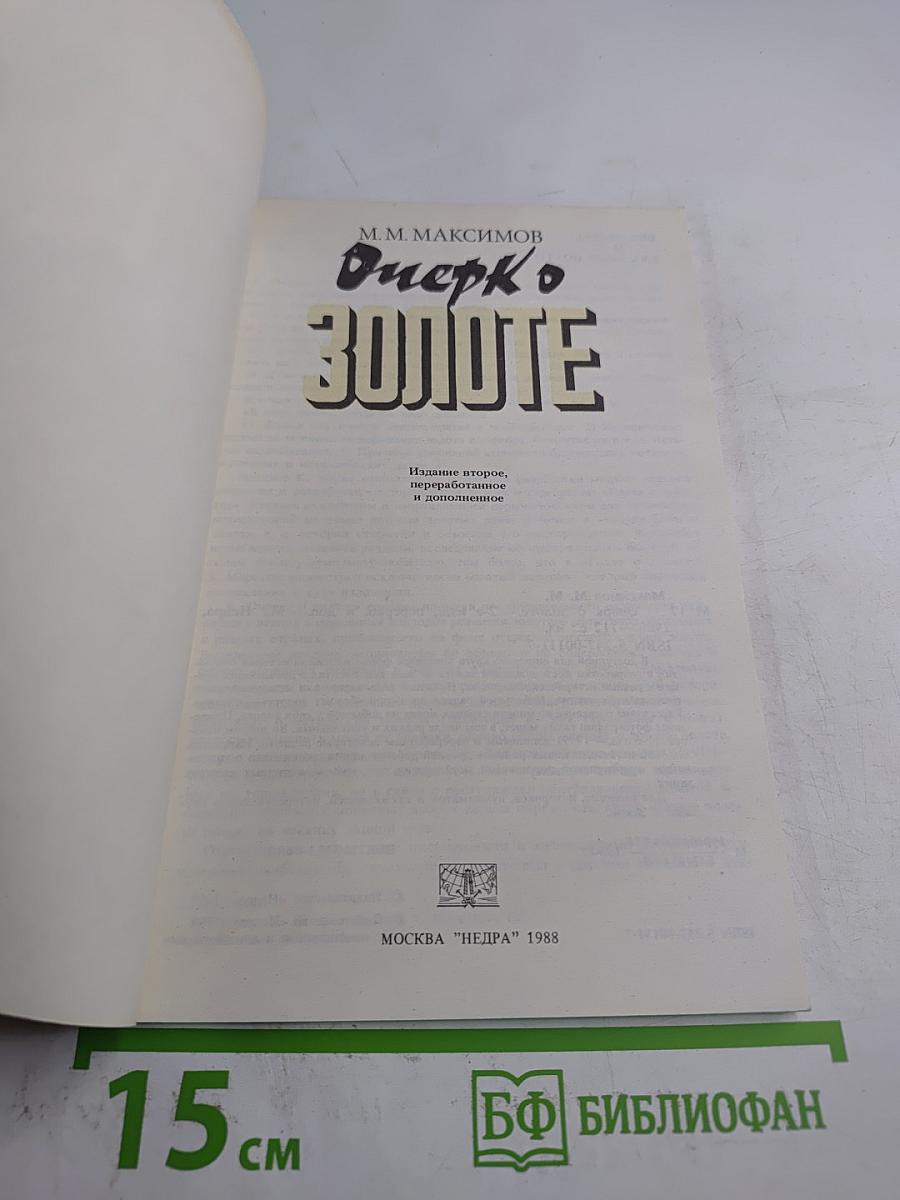 М. М. МАКСИМОВ
Очерк о
ЗОЛОТЕ
Издание второе,
переработанное
и дополненное
МОСКВА "НЕДРА" 1988
15 см
БФ БИБЛИОФАН